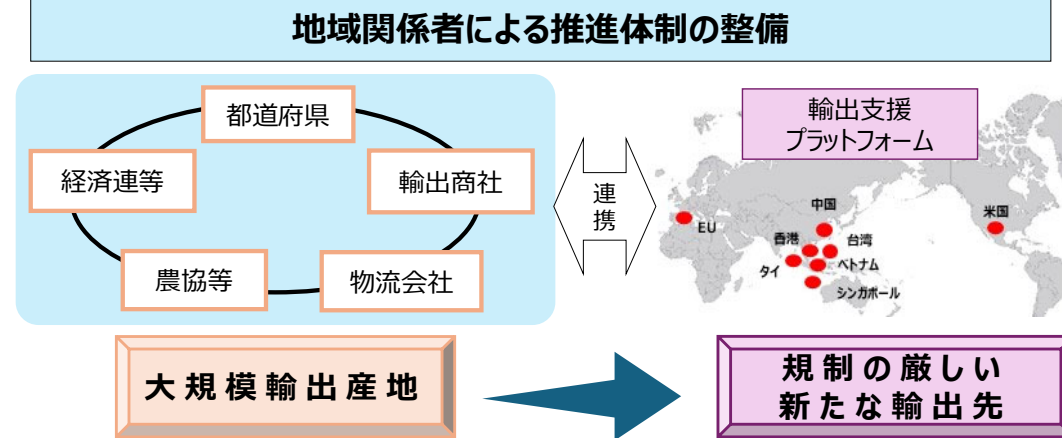 地域関係者による推進体制の整備
都道府県
経済連等
輸出商社
農協等
物流会社
連
携
輸出支援
プラットフォーム
中国
米国
EU
香港
台湾
タイ
ベトナム
シンガポール
大規模輸出産地
規制の厳しい
新たな輸出先